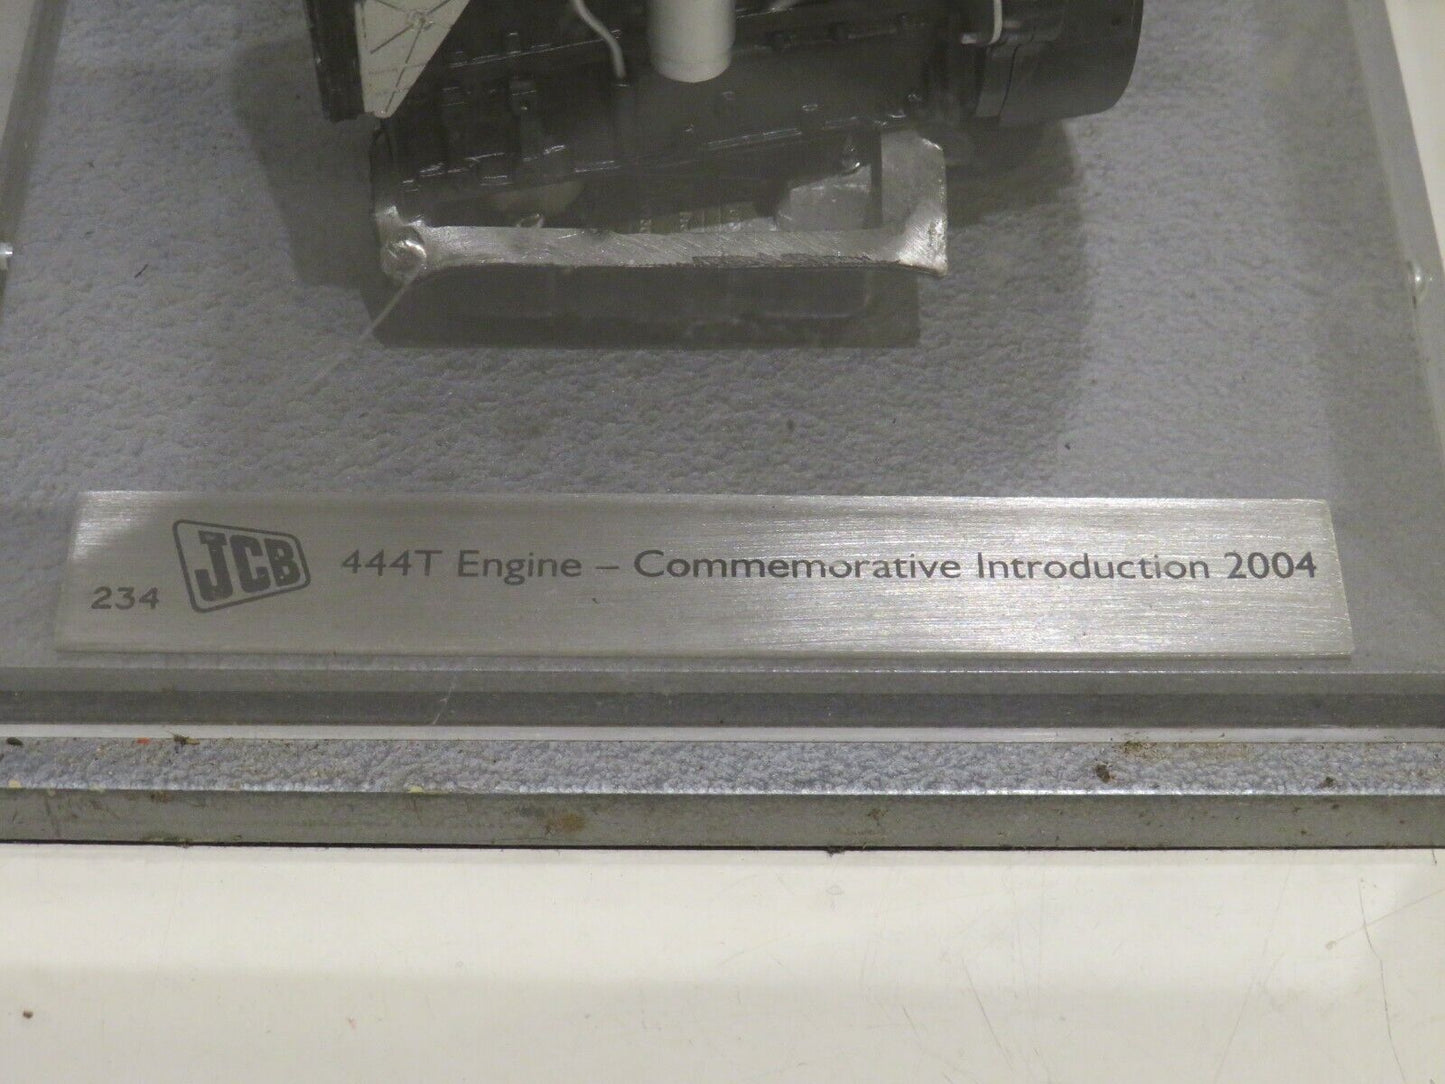 234 JCB 444T Engine – Commemorative Introduction 2004